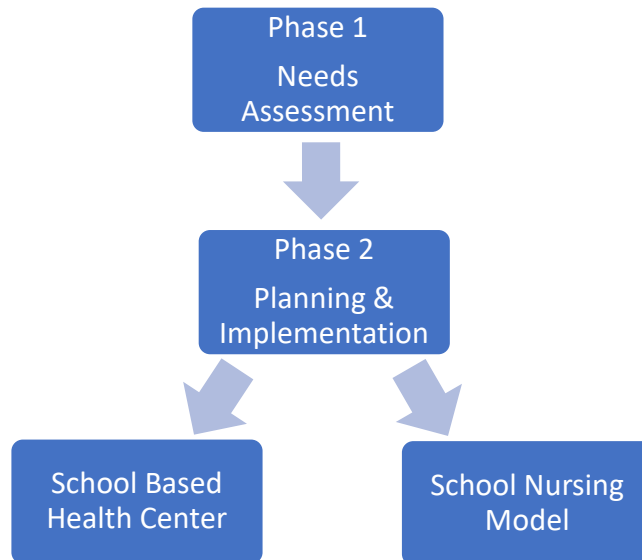 Phase 1
Needs
Assessment
Phase 2
Planning &
Implementation
School Based
Health Center
School Nursing
Model